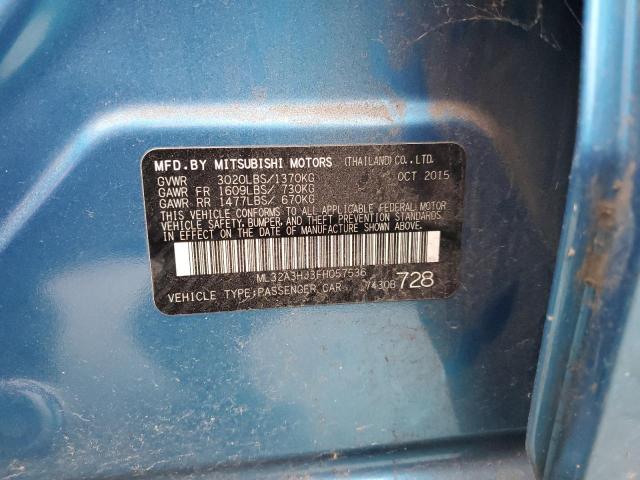 MFD.BY MITSUBISHI MOTORS (THAILAND) CO.,LTD.
GVWR 3020LBS/1370KG OCT 2015
GAWR FR 1609LBS/ 730KG
GAWR RR 1477LBS/ 670KG
THIS VEHICLE CONFORMS TO ALL APPLICABLE FEDERAL MOTOR
VEHICLE SAFETY, BUMPER, AND THEFT PREVENTION STANDARDS
IN EFFECT ON THE DATE OF MANUFACTURE SHOWN ABOVE.
ML32A3HJ3FH057536
VEHICLE TYPE:PASSENGER CAR 7430B 728